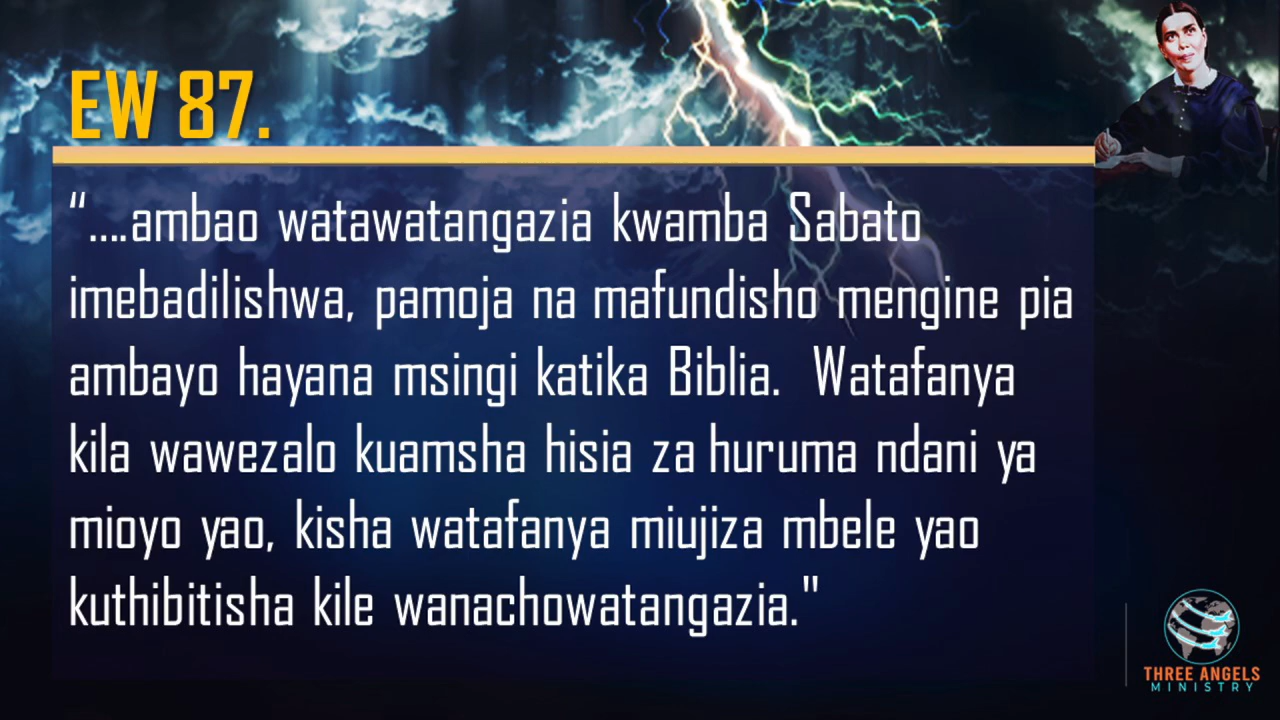 EW 87.
“....ambao watawatangazia kwamba Sabato
imebadilishwa, pamoja na mafundisho mengine pia
ambayo hayana msingi katika Biblia. Watafanya
kila wawezalo kuamsha hisia za huruma ndani ya
mioyo yao, kisha watafanya miujiza mbele yao
kuthibitisha kile wanachowatangazia."
THREE ANGELS
MINISTRY